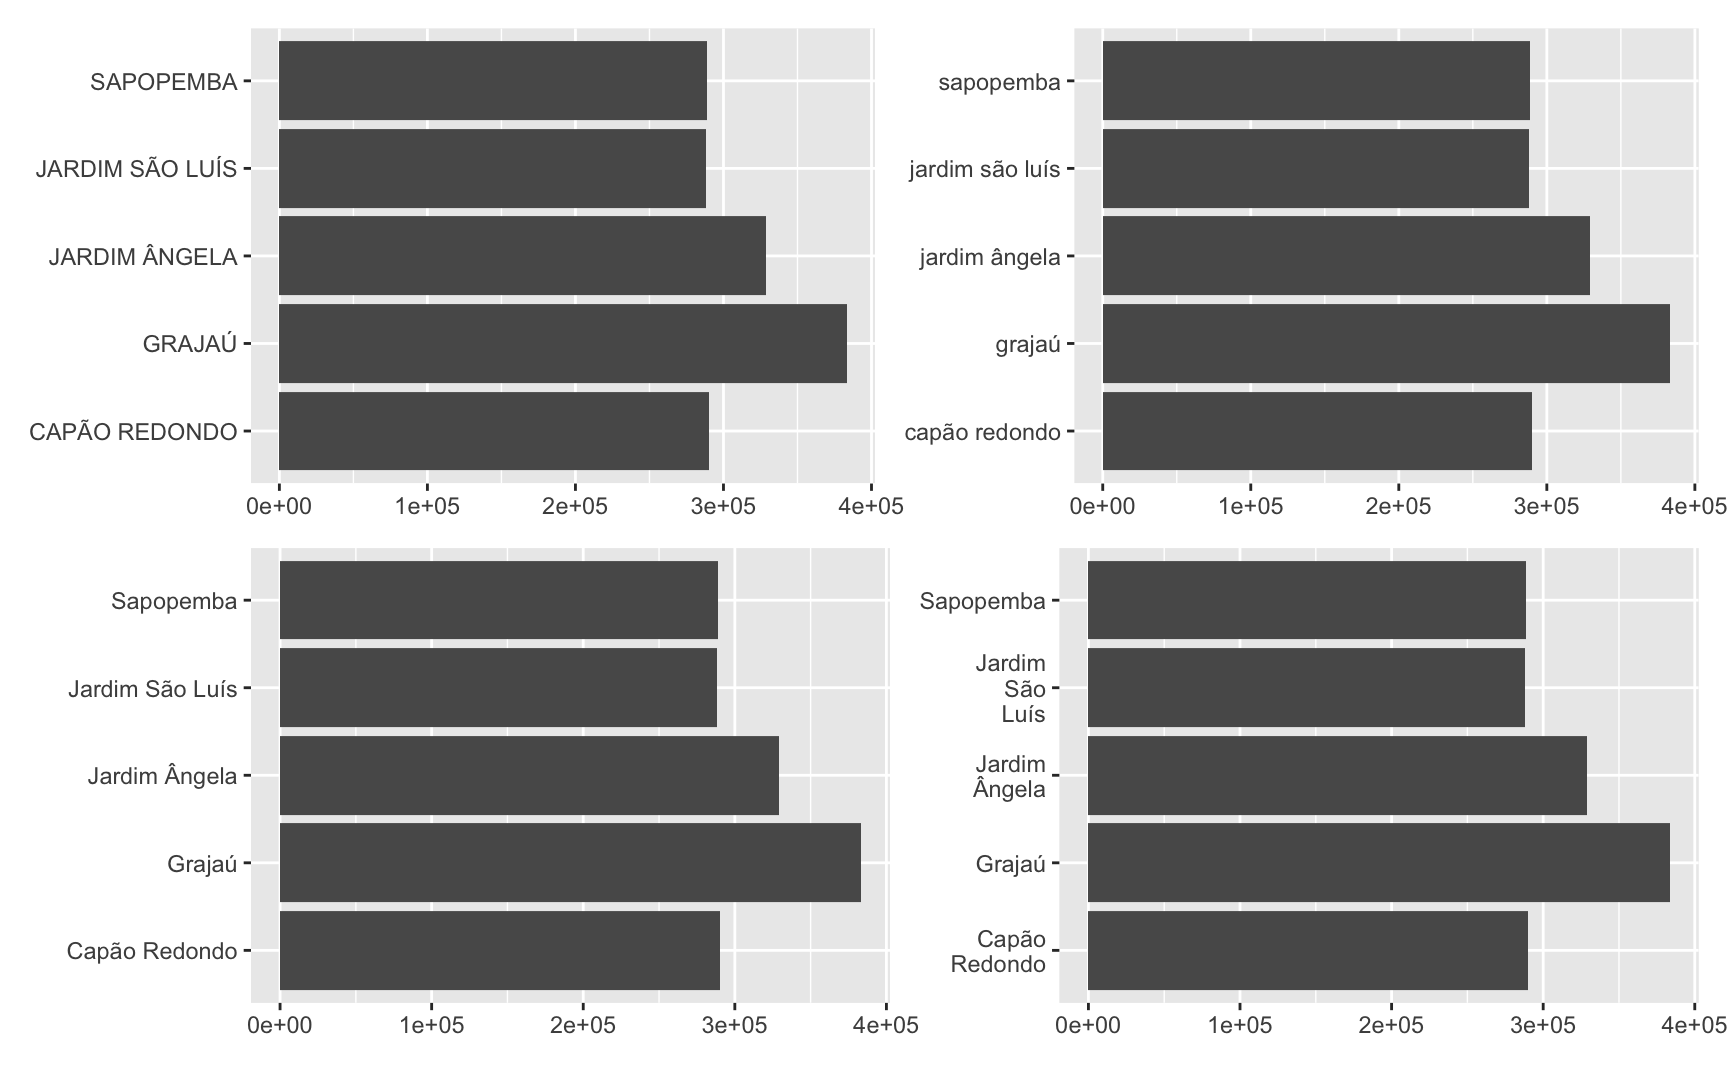 SAPOPEMBA
JARDIM SÃO LUÍS
JARDIM ÂNGELA
GRAJAÚ
CAPÃO REDONDO
0e+00 1e+05 2e+05 3e+05 4e+05
sapopemba
jardim são luís
jardim ângela
grajaú
capão redondo
0e+00 1e+05 2e+05 3e+05 4e+05
Sapopemba
Jardim São Luís
Jardim Ângela
Grajaú
Capão Redondo
0e+00 1e+05 2e+05 3e+05 4e+05
Sapopemba
Jardim
São
Luís
Jardim
Ângela
Grajaú
Capão
Redondo
0e+00 1e+05 2e+05 3e+05 4e+05